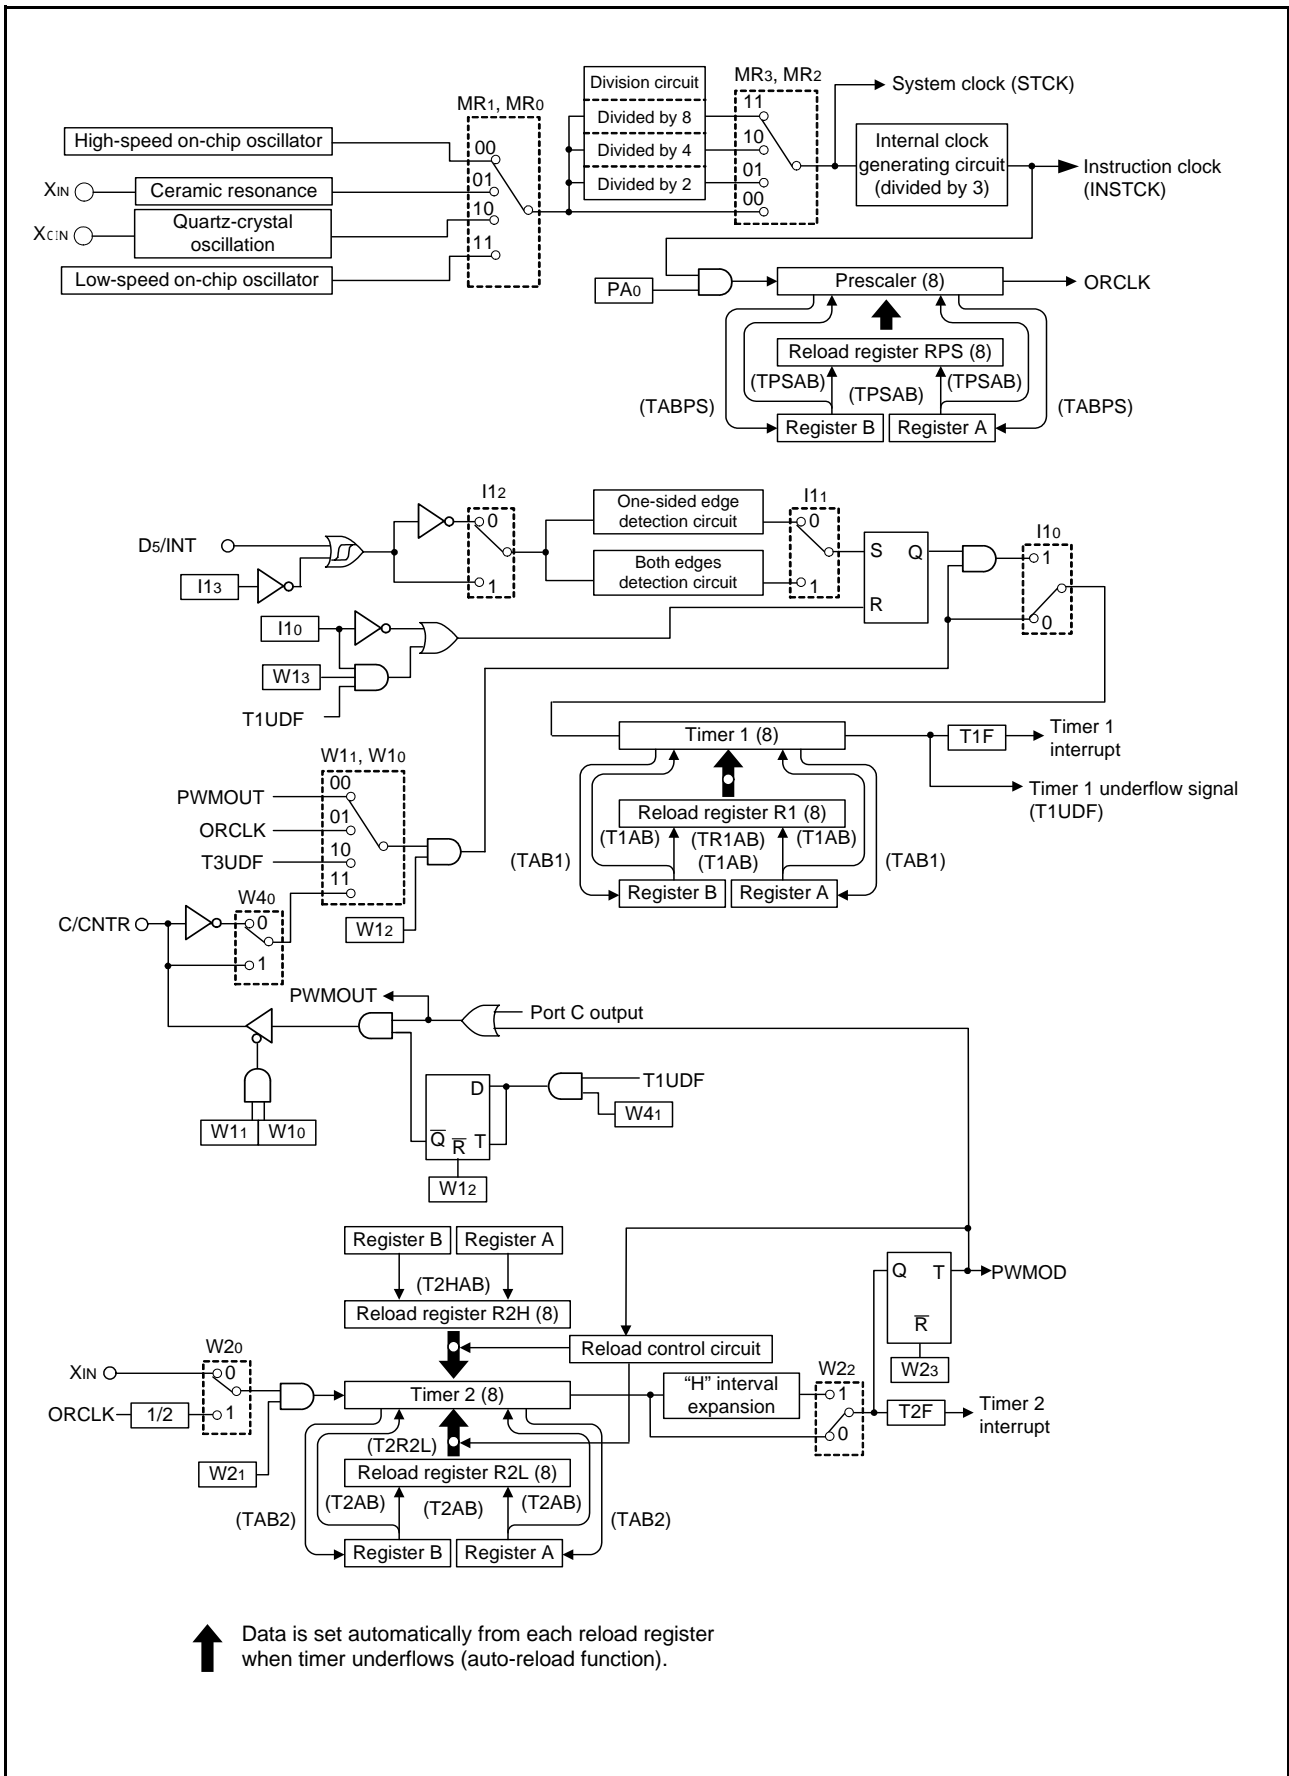 Division circuit
Divided by 8
Divided by 4
Divided by 2
MR3, MR2
11
10
01
00
System clock (STCK)
MR1, MR0
00
01
10
11
High-speed on-chip oscillator
XIN
Ceramic resonance
XCIN
Quartz-crystal
oscillation
Low-speed on-chip oscillator
Internal clock
generating circuit
(divided by 3)
Instruction clock
(INSTCK)
PA0
Prescaler (8)
ORCLK
Reload register RPS (8)
(TPSAB)
(TPSAB)
(TPSAB)
(TABPS)
(TABPS)
Register B
Register A
I12
0
1
One-sided edge
detection circuit
Both edges
detection circuit
I11
0
1
D5/INT
I13
S
Q
R
I10
1
0
I10
W13
T1UDF
Timer 1 (8)
T1F
Timer 1
interrupt
Timer 1 underflow signal
(T1UDF)
Reload register R1 (8)
(T1AB)
(TR1AB)
(T1AB)
(T1AB)
(TAB1)
(TAB1)
Register B
Register A
W11, W10
00
01
10
11
PWMOUT
ORCLK
T3UDF
W12
C/CNTR
W40
0
1
PWMOUT
Port C output
W11
W10
D
Q
R
T
T1UDF
W41
W12
Register B
Register A
(T2HAB)
Reload register R2H (8)
Reload control circuit
Q
T
R
PWMOD
W23
XIN
W20
0
1
ORCLK
1/2
W21
Timer 2 (8)
"H" interval
expansion
W22
1
0
T2F
Timer 2
interrupt
(T2R2L)
Reload register R2L (8)
(T2AB)
(T2AB)
(T2AB)
(TAB2)
(TAB2)
Register B
Register A
Data is set automatically from each reload register
when timer underflows (auto-reload function).